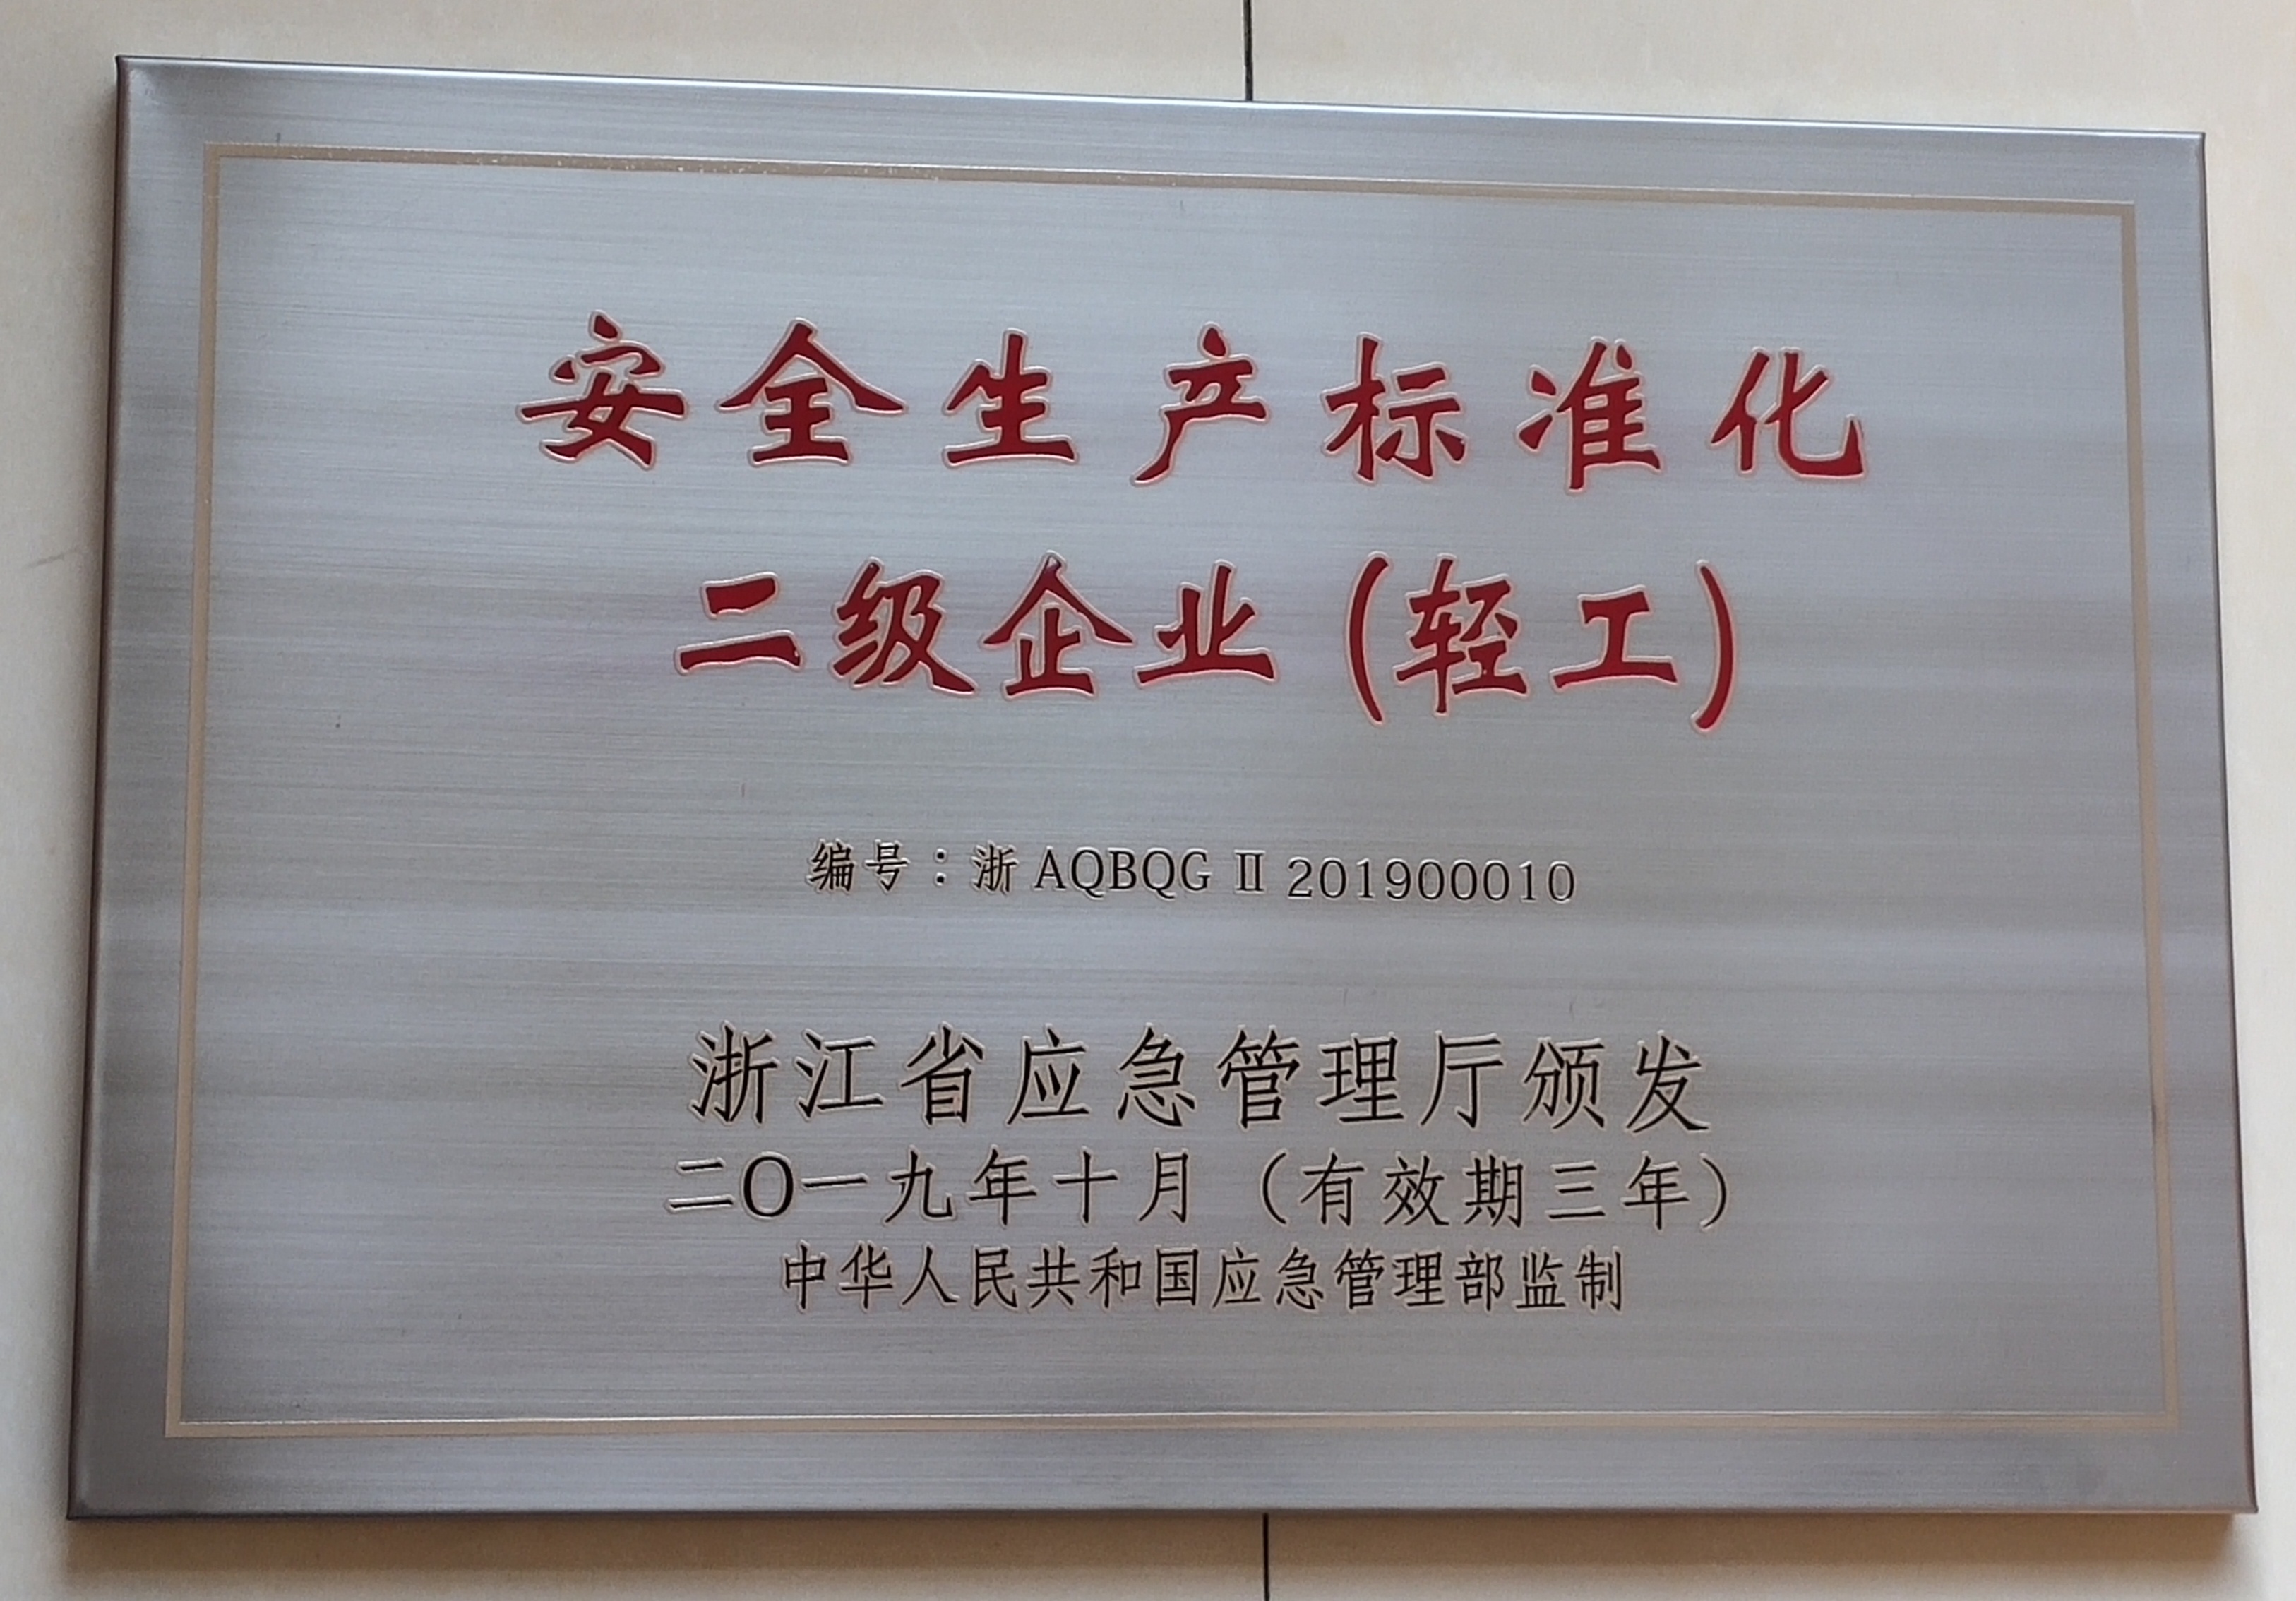 安全生产标准化
二级企业(轻工)
编号：浙 AQBQG Ⅱ 201900010
浙江省应急管理厅颁发
二O一九年十月（有效期三年）
中华人民共和国应急管理部监制